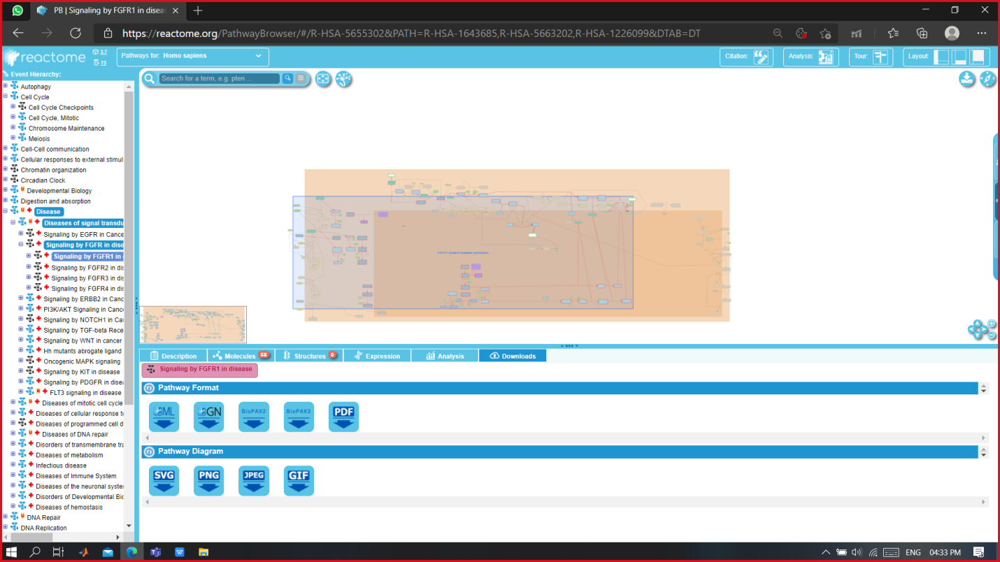 PB | Signaling by FGFR1 in diseas
https://reactome.org/PathwayBrowser/#/R-HSA-5655302&PATH=R-HSA-1643685,R-HSA-5663202,R-HSA-1226099&DTAB=DT
reactome
Pathways for: Homo sapiens
Citation:
Analysis:
Tour:
Layout:
Event Hierarchy:
Search for a term, e.g. pten ...
Autophagy
Cell Cycle
Cell Cycle Checkpoints
Cell Cycle, Mitotic
Chromosome Maintenance
Meiosis
Cell-Cell communication
Cellular responses to external stimul
Chromatin organization
Circadian Clock
Developmental Biology
Digestion and absorption
Disease
Diseases of signal transdu
Signaling by EGFR in Cance
Signaling by FGFR in dise
Signaling by FGFR1 in
Signaling by FGFR2 in dis
Signaling by FGFR3 in dis
Signaling by FGFR4 in dis
Signaling by ERBB2 in Canc
PI3K/AKT Signaling in Cance
Signaling by NOTCH1 in Ca
Signaling by TGF-beta Rece
Signaling by WNT in cancer
Hh mutants abrogate ligand
Oncogenic MAPK signaling
Signaling by KIT in disease
Signaling by PDGFR in disea
FLT3 signaling in disease
Diseases of mitotic cell cycle
Diseases of cellular response to
Diseases of programmed cell d
Diseases of DNA repair
Disorders of transmembrane tra
Diseases of metabolism
Infectious disease
Diseases of Immune System
Diseases of the neuronal system
Disorders of Developmental Bio
Diseases of hemostasis
DNA Repair
DNA Replication
FGFR1 mutant receptor activation
Description
Molecules 58
Structures 0
Expression
Analysis
Downloads
Signaling by FGFR1 in disease
Pathway Format
SBML
SBGN
BioPAX2
BioPAX3
PDF
Pathway Diagram
SVG
PNG
JPEG
GIF
ENG
04:33 PM